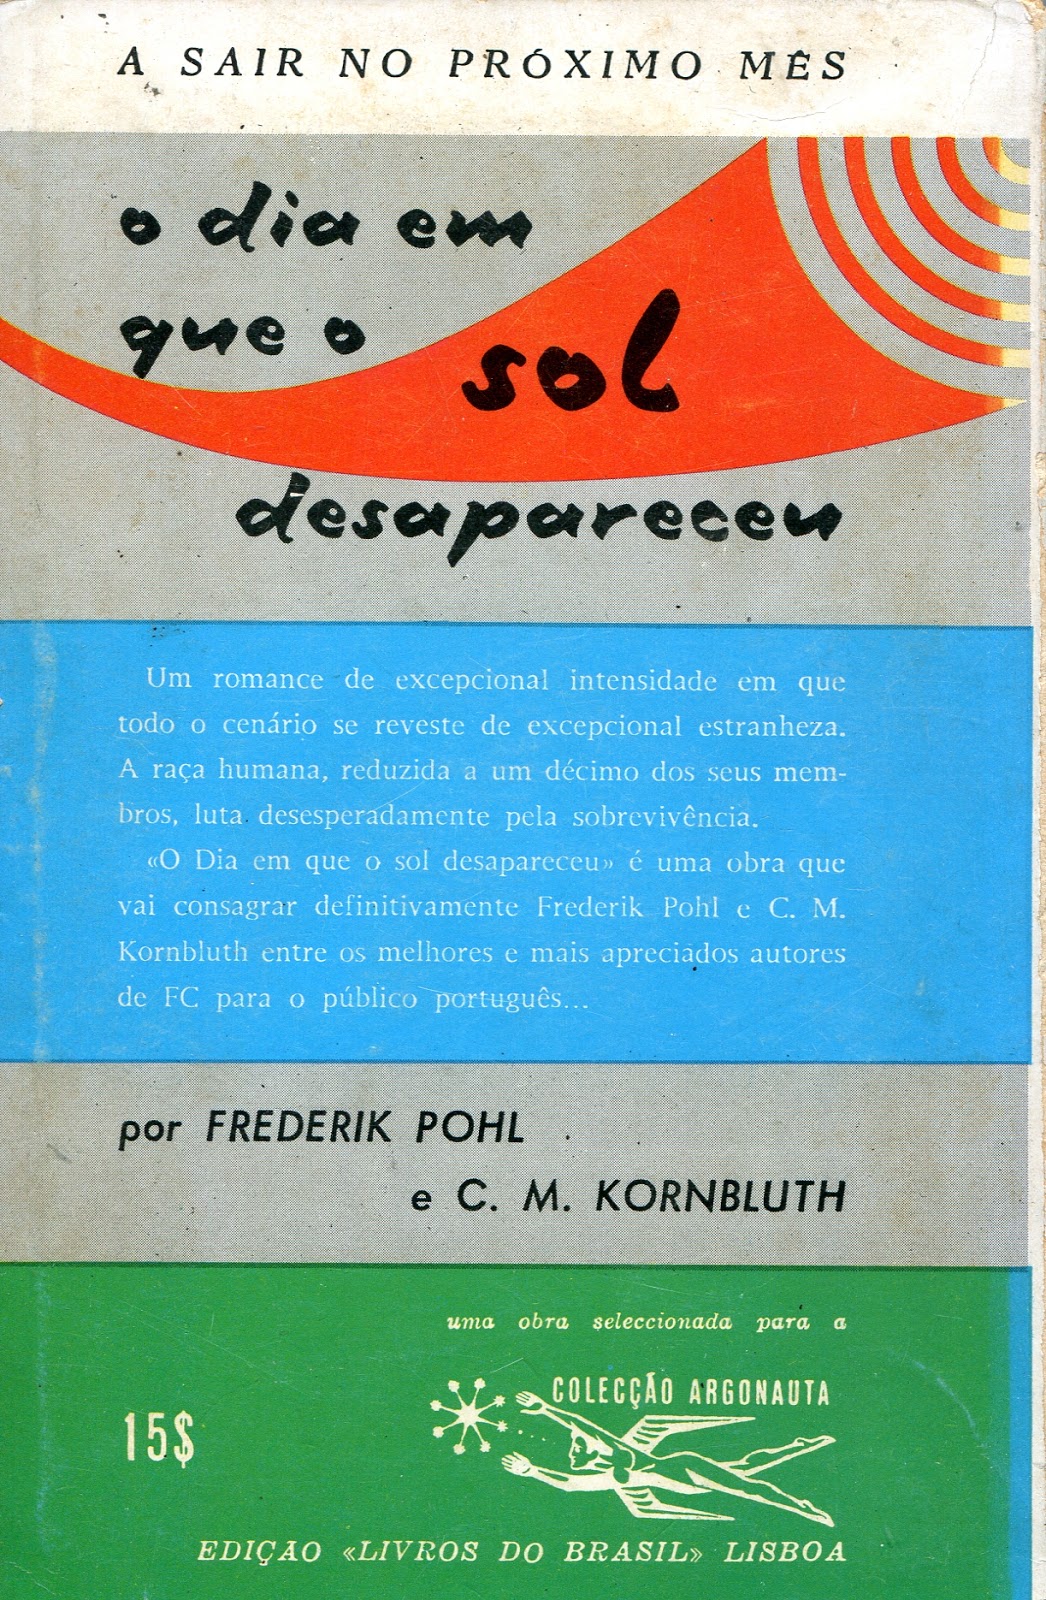 A SAIR NO PRÓXIMO MÊS
o dia em
que o sol
desapareceu
Um romance de excepcional intensidade em que
todo o cenário se reveste de excepcional estranheza.
A raça humana, reduzida a um décimo dos seus mem-
bros, luta desesperadamente pela sobrevivência.
«O Dia em que o sol desapareceu» é uma obra que
vai consagrar definitivamente Frederik Pohl e C. M.
Kornbluth entre os melhores e mais apreciados autores
de FC para o público português...
por FREDERIK POHL
e C. M. KORNBLUTH
uma obra seleccionada para a
COLECÇÃO ARGONAUTA
15$
EDIÇAO «LIVROS DO BRASIL» LISBOA